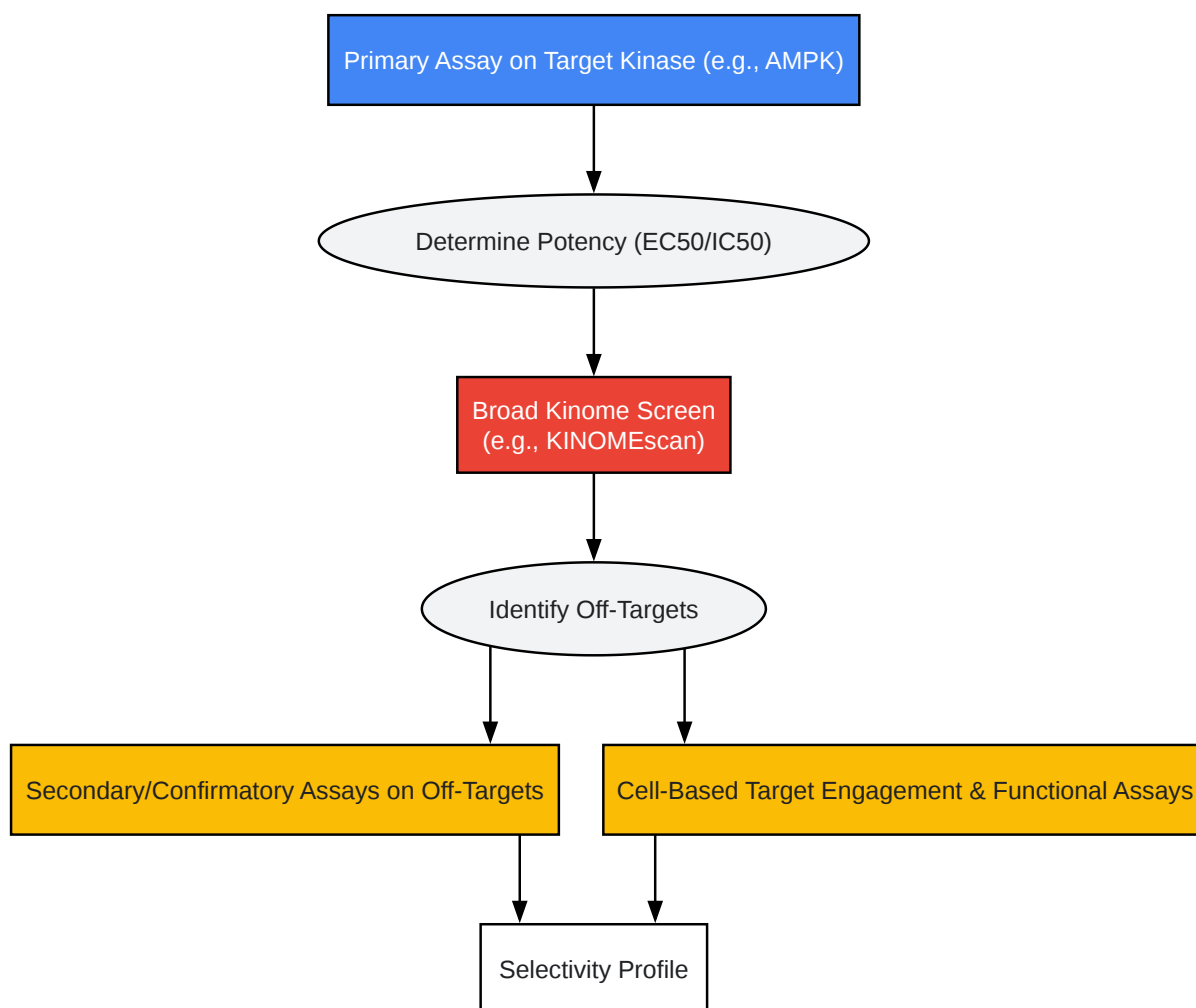 Primary Assay on Target Kinase (e.g., AMPK)
Determine Potency (EC50/IC50)
Broad Kinome Screen
(e.g., KINOMEscan)
Identify Off-Targets
Secondary/Confirmatory Assays on Off-Targets
Cell-Based Target Engagement & Functional Assays
Selectivity Profile